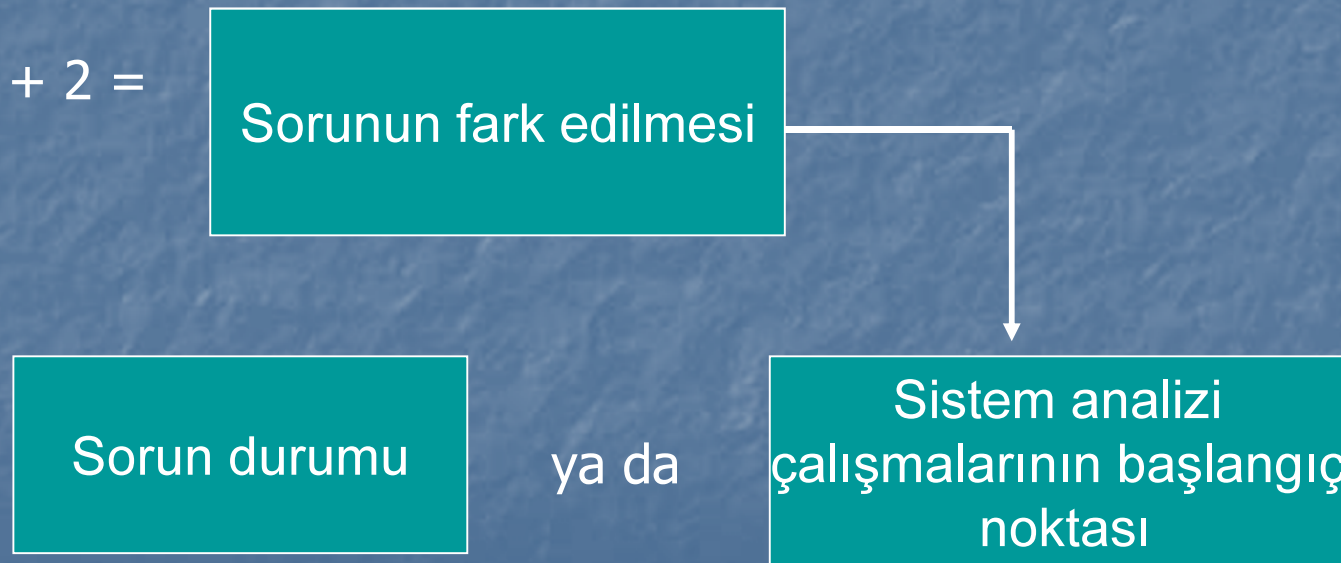 + 2 =
Sorunun fark edilmesi
Sorun durumu
ya da
Sistem analizi
çalışmalarının başlangıç
noktası